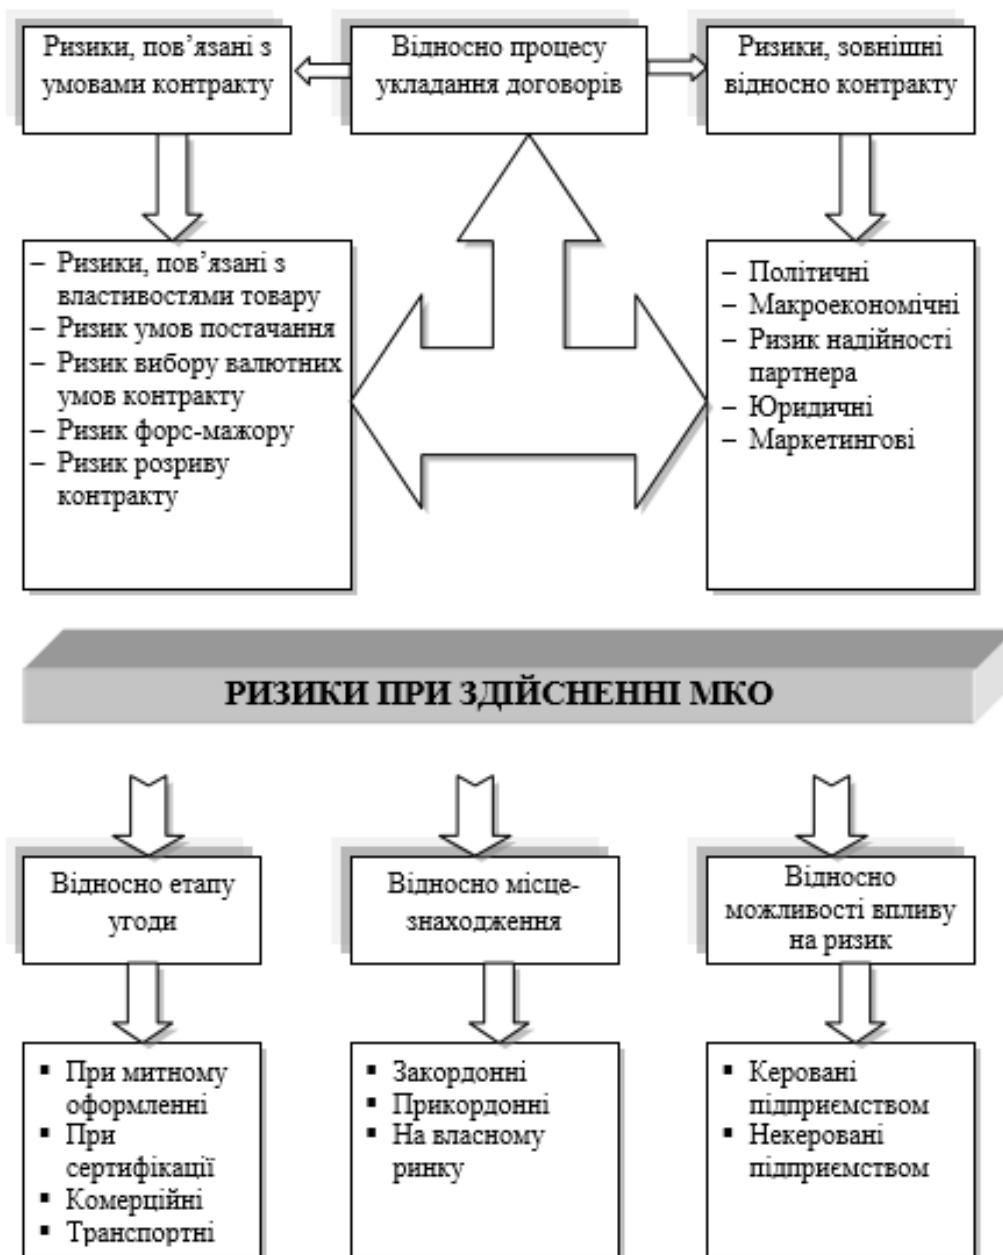 Ризики, пов’язані з
умовами контракту
Відносно процесу
укладання договорів
Ризики, зовнішні
відносно контракту
– Ризики, пов’язані з
властивостями товару
– Ризик умов постачання
– Ризик вибору валютних
умов контракту
– Ризик форс-мажору
– Ризик розриву
контракту
– Політичні
– Макроекономічні
– Ризик надійності
партнера
– Юридичні
– Маркетингові
РИЗИКИ ПРИ ЗДІЙСНЕННІ МКО
Відносно етапу
угоди
Відносно місце-
знаходження
Відносно
можливості впливу
на ризик
▪ При митному
оформленні
▪ При
сертифікації
▪ Комерційні
▪ Транспортні
▪ Закордонні
▪ Прикордонні
▪ На власному
ринку
▪ Керовані
підприємством
▪ Некеровані
підприємством